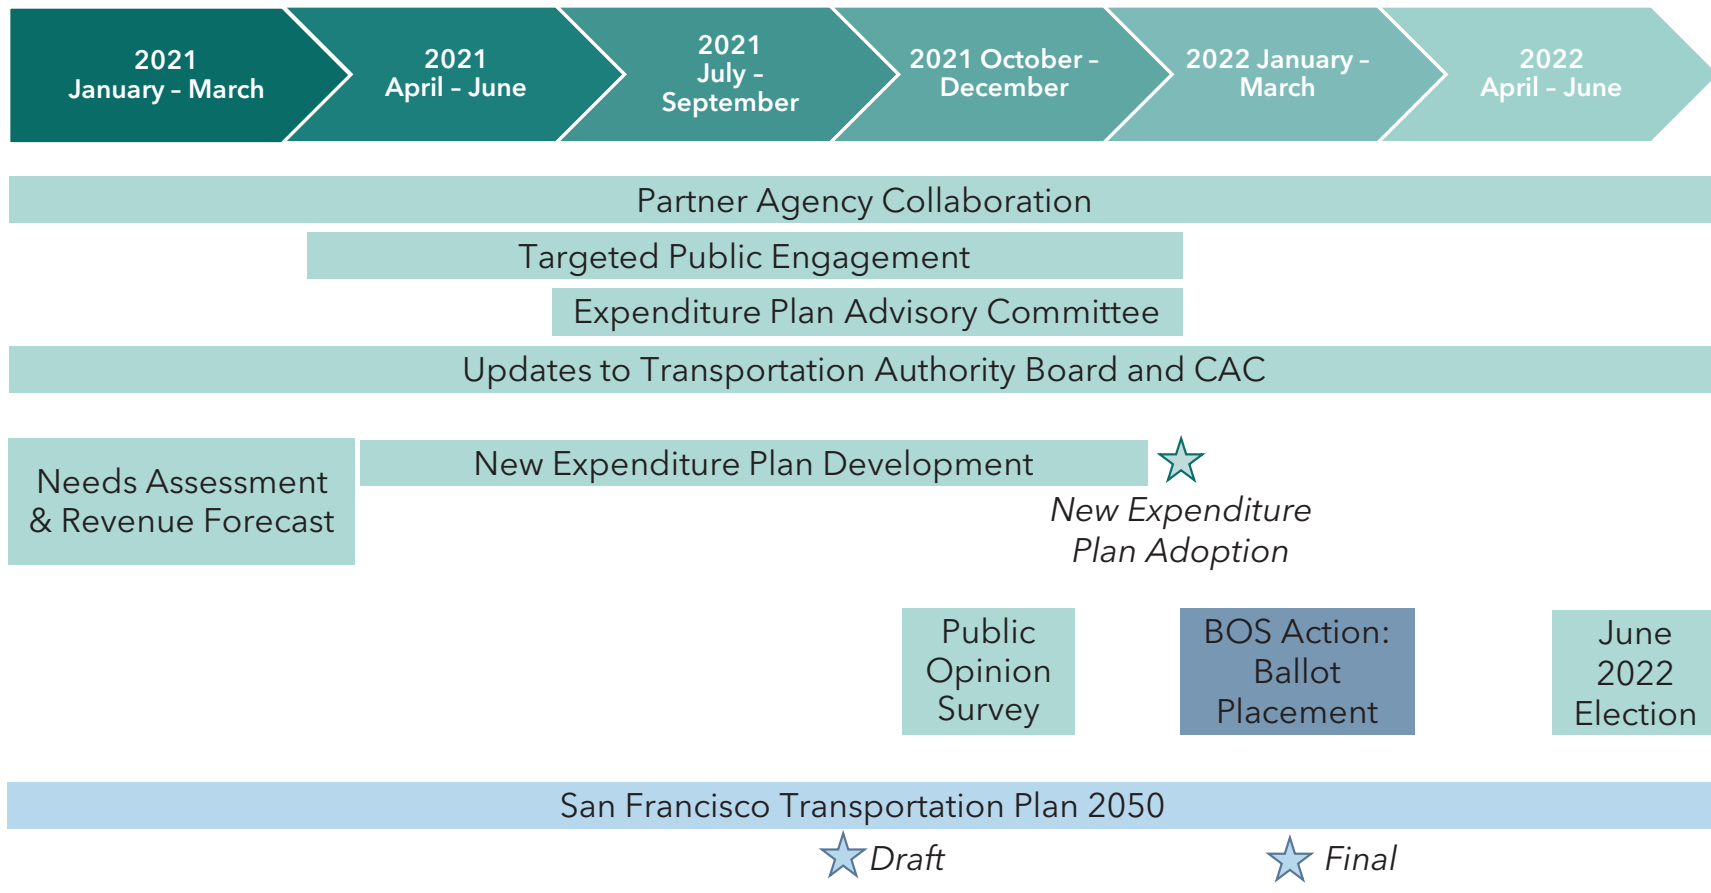 2021
January – March
2021
April – June
2021
July –
September
2021 October –
December
2022 January –
March
2022
April – June
Partner Agency Collaboration
Targeted Public Engagement
Expenditure Plan Advisory Committee
Updates to Transportation Authority Board and CAC
Needs Assessment
& Revenue Forecast
New Expenditure Plan Development
New Expenditure
Plan Adoption
Public
Opinion
Survey
BOS Action:
Ballot
Placement
June
2022
Election
San Francisco Transportation Plan 2050
Draft
Final